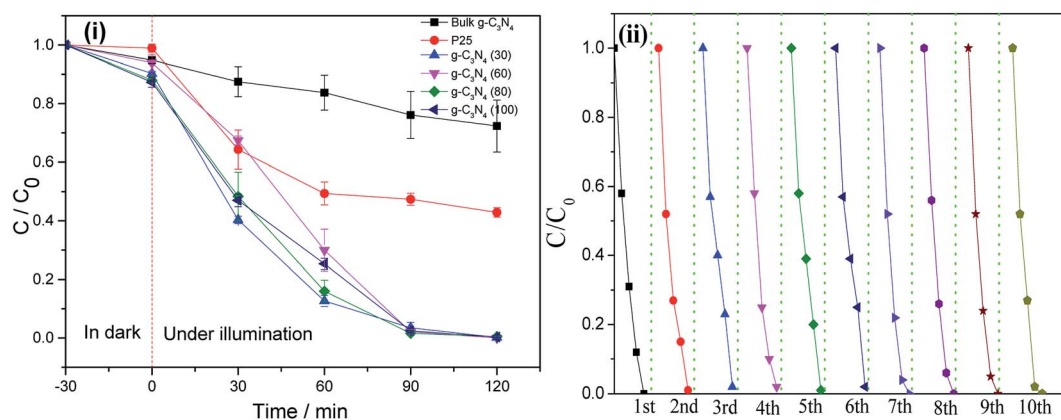 (i)
Bulk g-C₃N₄
P25
g-C₃N₄ (30)
g-C₃N₄ (60)
g-C₃N₄ (80)
g-C₃N₄ (100)
1.0
0.8
0.6
0.4
0.2
0.0
C / C₀
In dark
Under illumination
-30 0 30 60 90 120
Time / min
(ii)
1.0
0.8
0.6
0.4
0.2
0.0
C/C₀
1st 2nd 3rd 4th 5th 6th 7th 8th 9th 10th